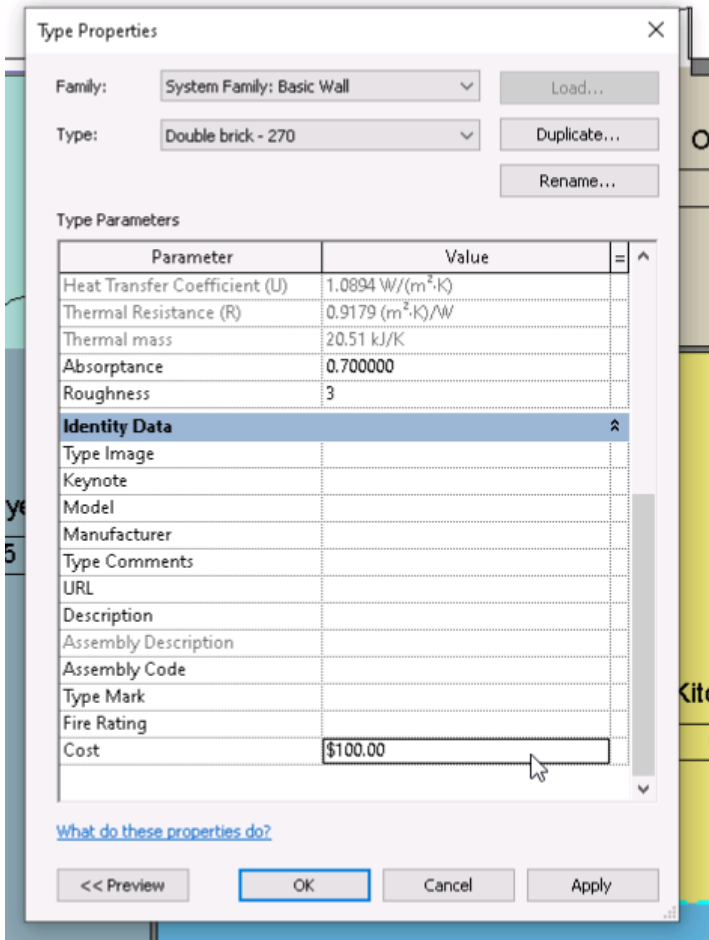 Type Properties
Family: System Family: Basic Wall Load...
Type: Double brick - 270 Duplicate...
Rename...
Type Parameters
Parameter Value =
Heat Transfer Coefficient (U) 1.0894 W/(m²·K)
Thermal Resistance (R) 0.9179 (m²·K)/W
Thermal mass 20.51 kJ/K
Absorptance 0.700000
Roughness 3
Identity Data
Type Image
Keynote
Model
Manufacturer
Type Comments
5
URL
Description
Assembly Description
Assembly Code
Type Mark
Fire Rating
Cost $100.00
What do these properties do?
<< Preview OK Cancel Apply